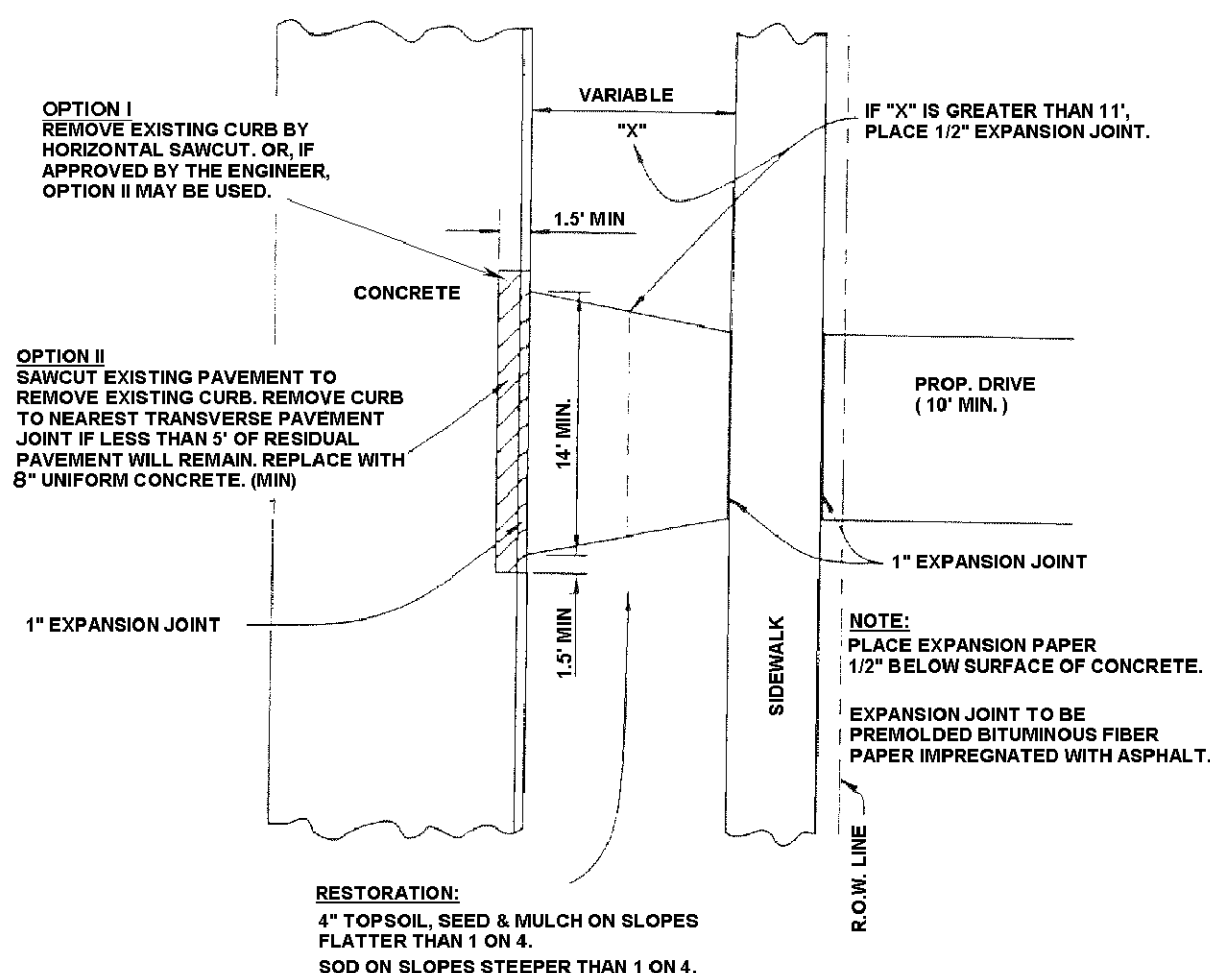 OPTION I
REMOVE EXISTING CURB BY
HORIZONTAL SAWCUT. OR, IF
APPROVED BY THE ENGINEER,
OPTION II MAY BE USED.
VARIABLE
"X"
IF "X" IS GREATER THAN 11',
PLACE 1/2" EXPANSION JOINT.
1.5' MIN
CONCRETE
OPTION II
SAWCUT EXISTING PAVEMENT TO
REMOVE EXISTING CURB. REMOVE CURB
TO NEAREST TRANSVERSE PAVEMENT
JOINT IF LESS THAN 5' OF RESIDUAL
PAVEMENT WILL REMAIN. REPLACE WITH
8" UNIFORM CONCRETE. (MIN)
14' MIN.
PROP. DRIVE
( 10' MIN. )
1" EXPANSION JOINT
1" EXPANSION JOINT
1.5' MIN
SIDEWALK
NOTE:
PLACE EXPANSION PAPER
1/2" BELOW SURFACE OF CONCRETE.
EXPANSION JOINT TO BE
PREMOLDED BITUMINOUS FIBER
PAPER IMPREGNATED WITH ASPHALT.
R.O.W. LINE
RESTORATION:
4" TOPSOIL, SEED & MULCH ON SLOPES
FLATTER THAN 1 ON 4.
SOD ON SLOPES STEEPER THAN 1 ON 4.